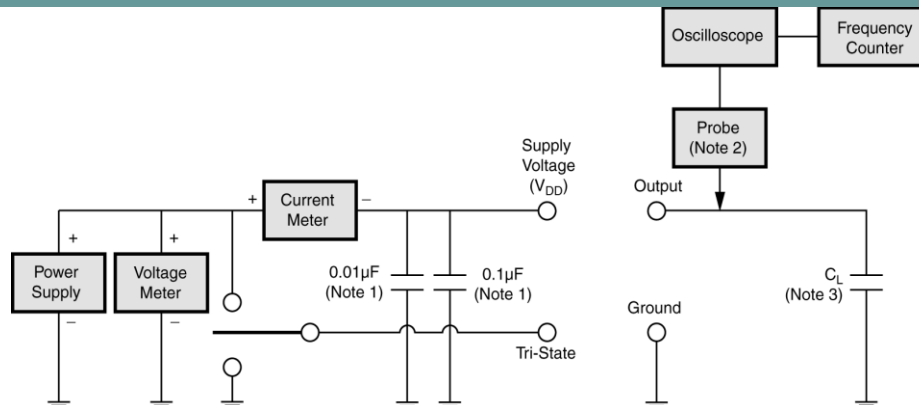 Oscilloscope
Frequency
Counter
Probe
(Note 2)
Supply
Voltage
(VDD)
Output
+
Current
Meter
–
+
Power
Supply
–
+
Voltage
Meter
–
0.01µF
(Note 1)
0.1µF
(Note 1)
CL
(Note 3)
Ground
Tri-State